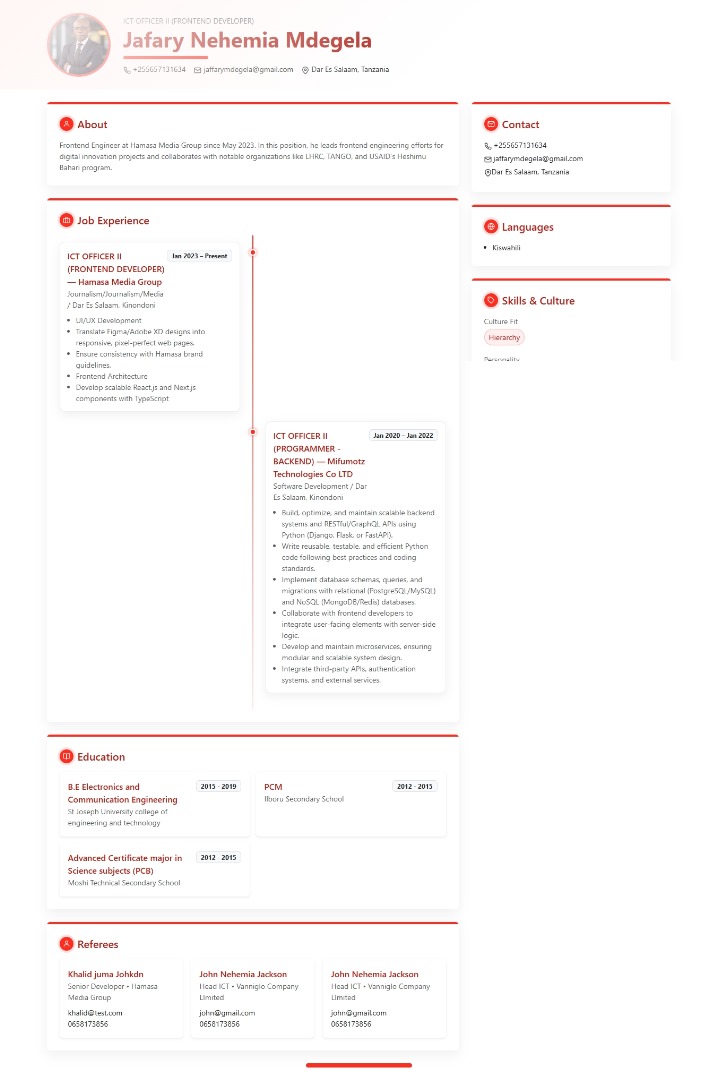 ICT OFFICER II (FRONTEND DEVELOPER)
Jafary Nehemia Mdegela
+255657131634 jaffarymdegela@gmail.com Dar Es Salaam, Tanzania
About
Frontend Engineer at Hamasa Media Group since May 2023. In this position, he leads frontend engineering efforts for
digital innovation projects and collaborates with notable organizations like LHRC, TANGO, and USAID's Heshimu
Bahari program.
Job Experience
ICT OFFICER II
(FRONTEND DEVELOPER)
— Hamasa Media Group
Jan 2023 – Present
Journalism/Journalism/Media
/ Dar Es Salaam, Kinondoni
• UI/UX Development
• Translate Figma/Adobe XD designs into
responsive, pixel-perfect web pages.
• Ensure consistency with Hamasa brand
guidelines.
• Frontend Architecture
• Develop scalable React.js and Next.js
components with TypeScript
ICT OFFICER II
(PROGRAMMER -
BACKEND) — Mifumotz
Technologies Co LTD
Jan 2020 – Jan 2022
Software Development / Dar
Es Salaam, Kinondoni
• Build, optimize, and maintain scalable backend
systems and RESTful/GraphQL APIs using
Python (Django, Flask, or FastAPI).
• Write reusable, testable, and efficient Python
code following best practices and coding
standards.
• Implement database schemas, queries, and
migrations with relational (PostgreSQL/MySQL)
and NoSQL (MongoDB/Redis) databases.
• Collaborate with frontend developers to
integrate user-facing elements with server-side
logic.
• Develop and maintain microservices, ensuring
modular and scalable system design.
• Integrate third-party APIs, authentication
systems, and external services.
Education
B.E Electronics and
Communication Engineering
2015 - 2019
St Joseph University college of
engineering and technology
PCM
2012 - 2015
Ilboru Secondary School
Advanced Certificate major in
Science subjects (PCB)
2012 - 2015
Moshi Technical Secondary School
Referees
Khalid juma Johkdn
Senior Developer • Hamasa
Media Group
khalid@test.com
0658173856
John Nehemia Jackson
Head ICT • Vanniglo Company
Limited
john@gmail.com
0658173856
John Nehemia Jackson
Head ICT • Vanniglo Company
Limited
john@gmail.com
0658173856
Contact
+255657131634
jaffarymdegela@gmail.com
Dar Es Salaam, Tanzania
Languages
• Kiswahili
Skills & Culture
Culture Fit
Hierarchy
Personality